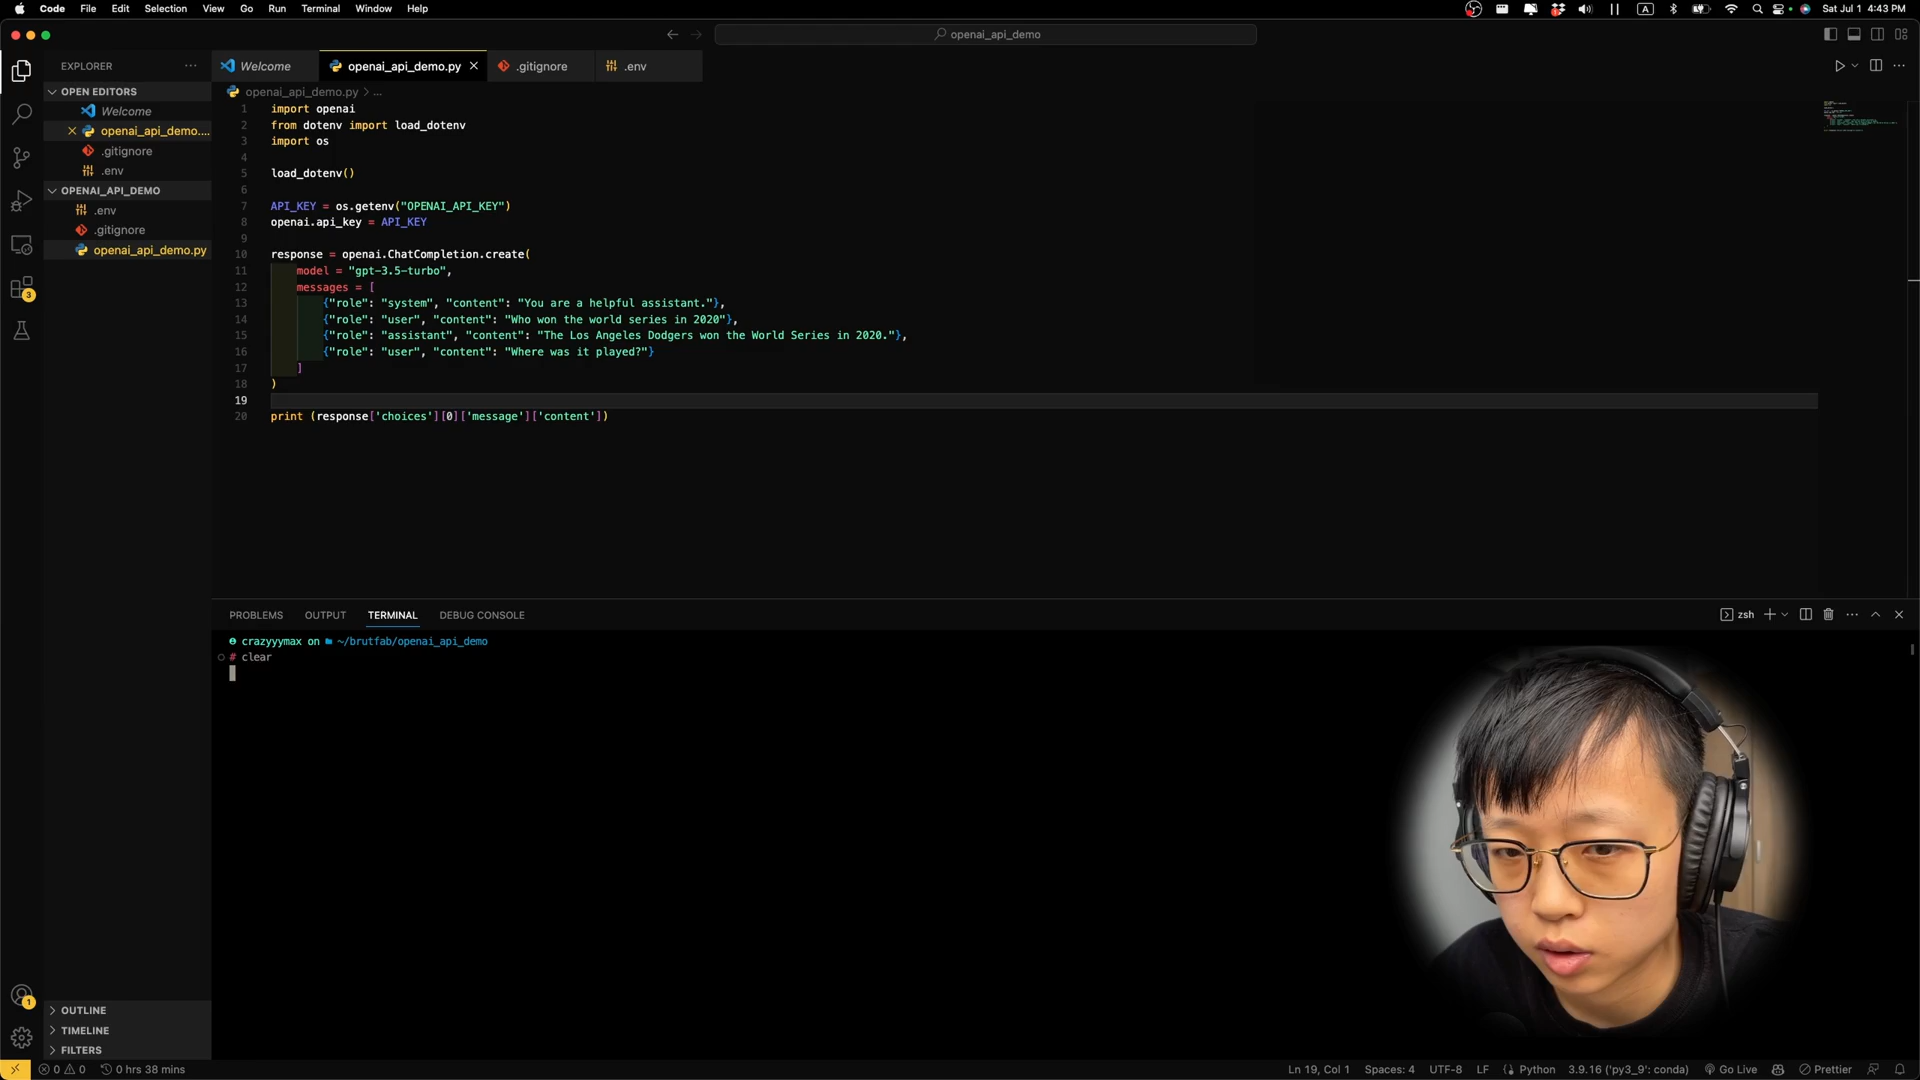 Code File Edit Selection View Go Run Terminal Window Help
A
Sat Jul 1 4:43 PM
openai_api_demo
EXPLORER
Welcome
openai_api_demo.py
.gitignore
.env
OPEN EDITORS
Welcome
openai_api_demo....
.gitignore
.env
OPENAI_API_DEMO
.env
.gitignore
openai_api_demo.py
openai_api_demo.py > ...
1 import openai
2 from dotenv import load_dotenv
3 import os
4
5 load_dotenv()
6
7 API_KEY = os.getenv("OPENAI_API_KEY")
8 openai.api_key = API_KEY
9
10 response = openai.ChatCompletion.create(
11 model = "gpt-3.5-turbo",
12 messages = [
13 {"role": "system", "content": "You are a helpful assistant."},
14 {"role": "user", "content": "Who won the world series in 2020"},
15 {"role": "assistant", "content": "The Los Angeles Dodgers won the World Series in 2020."},
16 {"role": "user", "content": "Where was it played?"}
17 ]
18 )
19
20 print (response['choices'][0]['message']['content'])
PROBLEMS OUTPUT TERMINAL DEBUG CONSOLE
zsh
crazyyymax on ~/brutfab/openai_api_demo
# clear
3
1
OUTLINE
TIMELINE
FILTERS
0 0 0 hrs 38 mins
Ln 19, Col 1 Spaces: 4 UTF-8 LF Python 3.9.16 ('py3_9': conda) Go Live Prettier